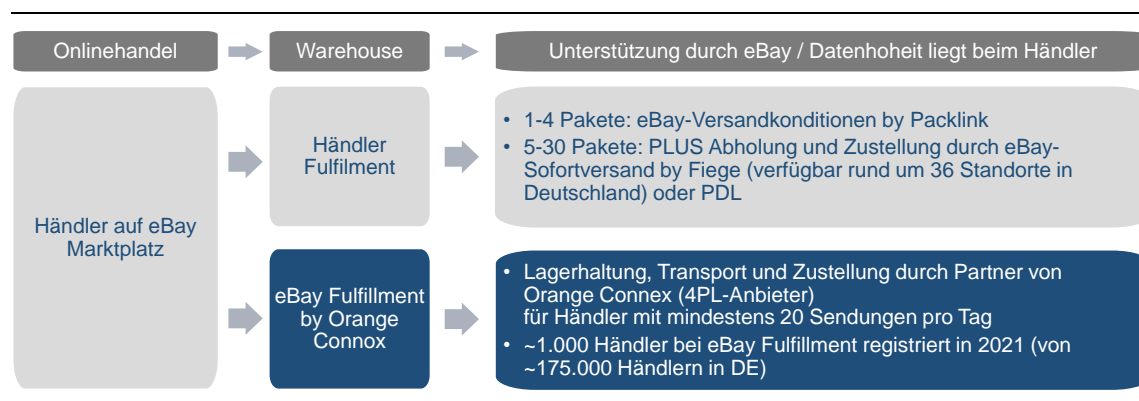 Onlinehandel
Warehouse
Unterstützung durch eBay / Datenhoheit liegt beim Händler
Händler auf eBay
Marktplatz
Händler
Fulfilment
• 1-4 Pakete: eBay-Versandkonditionen by Packlink
• 5-30 Pakete: PLUS Abholung und Zustellung durch eBay-
Sofortversand by Fiege (verfügbar rund um 36 Standorte in
Deutschland) oder PDL
eBay Fulfillment
by Orange
Connox
• Lagerhaltung, Transport und Zustellung durch Partner von
Orange Connex (4PL-Anbieter)
für Händler mit mindestens 20 Sendungen pro Tag
• ~1.000 Händler bei eBay Fulfillment registriert in 2021 (von
~175.000 Händlern in DE)